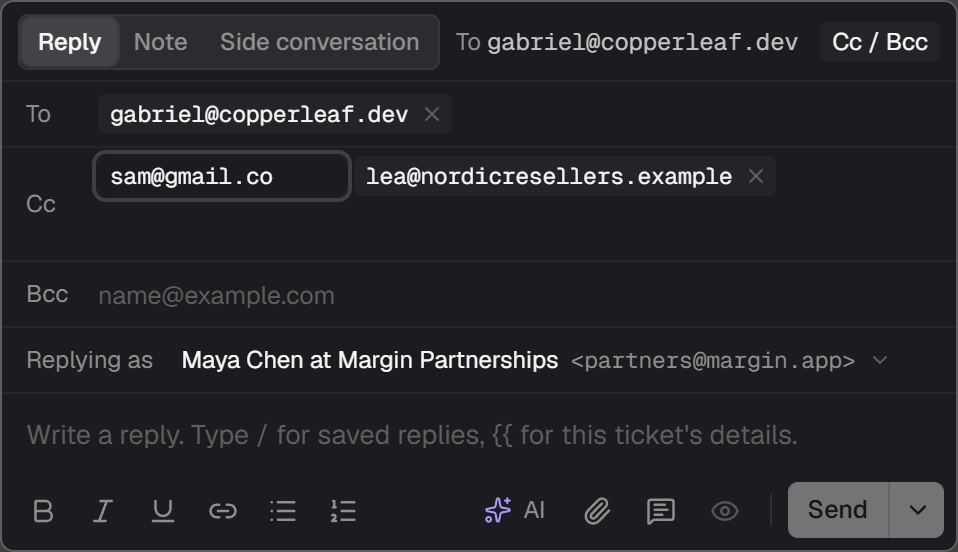 Reply Note Side conversation To gabriel@copperleaf.dev Cc / Bcc
To gabriel@copperleaf.dev
Cc sam@gmail.co lea@nordicresellers.example
Bcc name@example.com
Replying as Maya Chen at Margin Partnerships <partners@margin.app>
Write a reply. Type / for saved replies, {{ for this ticket's details.
AI Send